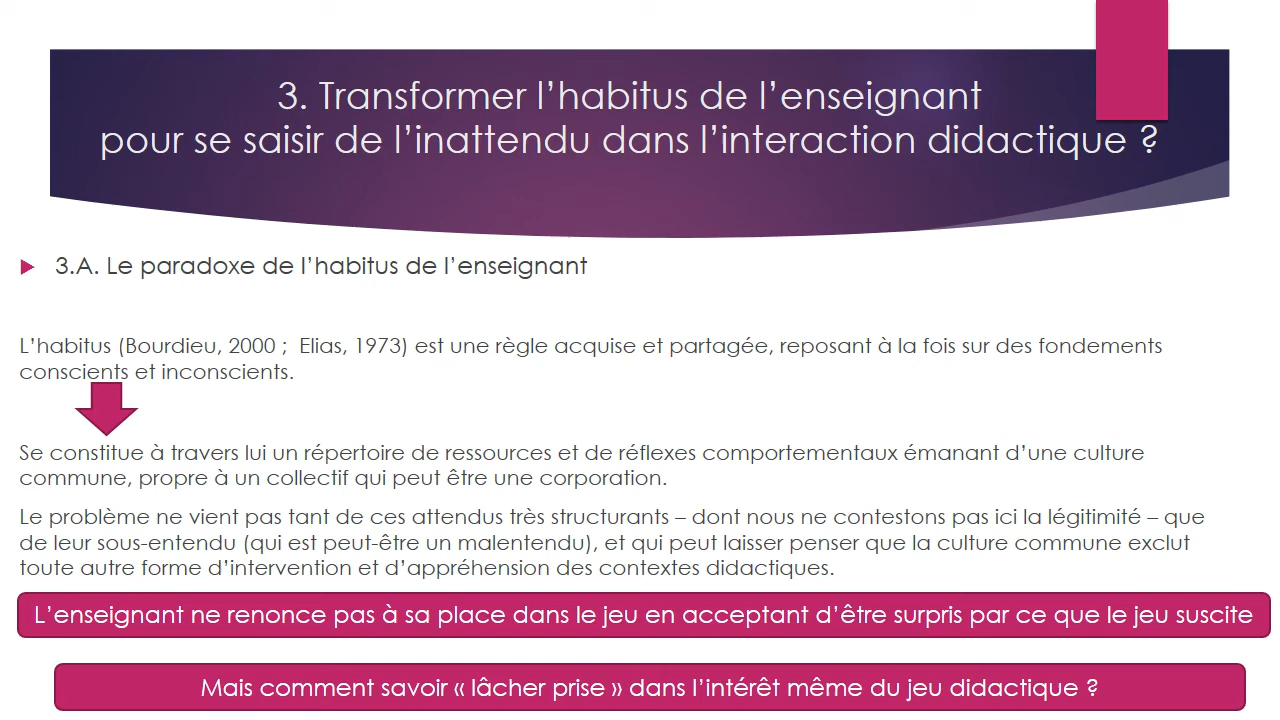 3. Transformer l’habitus de l’enseignant
pour se saisir de l’inattendu dans l’interaction didactique ?
3.A. Le paradoxe de l’habitus de l’enseignant
L’habitus (Bourdieu, 2000 ;  Elias, 1973) est une règle acquise et partagée, reposant à la fois sur des fondements
conscients et inconscients.
Se constitue à travers lui un répertoire de ressources et de réflexes comportementaux émanant d’une culture
commune, propre à un collectif qui peut être une corporation.
Le problème ne vient pas tant de ces attendus très structurants – dont nous ne contestons pas ici la légitimité – que
de leur sous-entendu (qui est peut-être un malentendu), et qui peut laisser penser que la culture commune exclut
toute autre forme d’intervention et d’appréhension des contextes didactiques.
L’enseignant ne renonce pas à sa place dans le jeu en acceptant d’être surpris par ce que le jeu suscite
Mais comment savoir « lâcher prise » dans l’intérêt même du jeu didactique ?